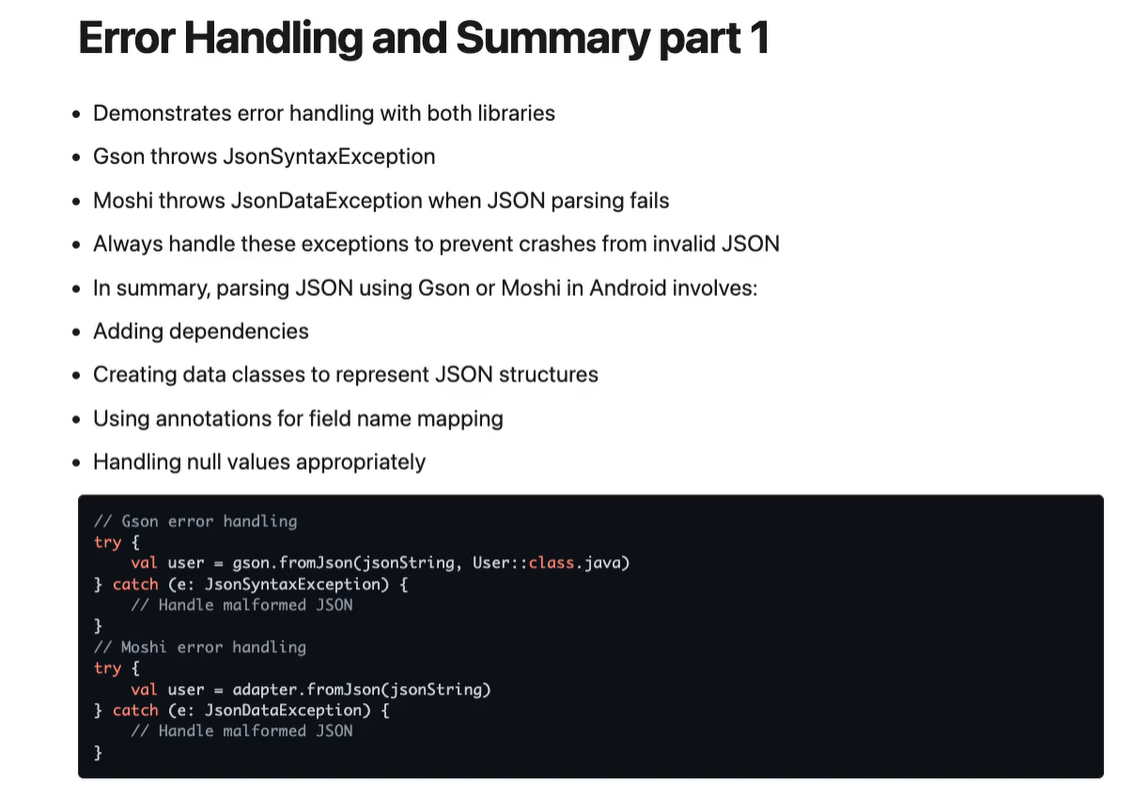 Error Handling and Summary part 1
• Demonstrates error handling with both libraries
• Gson throws JsonSyntaxException
• Moshi throws JsonDataException when JSON parsing fails
• Always handle these exceptions to prevent crashes from invalid JSON
• In summary, parsing JSON using Gson or Moshi in Android involves:
• Adding dependencies
• Creating data classes to represent JSON structures
• Using annotations for field name mapping
• Handling null values appropriately
// Gson error handling
try {
    val user = gson.fromJson(jsonString, User::class.java)
} catch (e: JsonSyntaxException) {
    // Handle malformed JSON
}
// Moshi error handling
try {
    val user = adapter.fromJson(jsonString)
} catch (e: JsonDataException) {
    // Handle malformed JSON
}